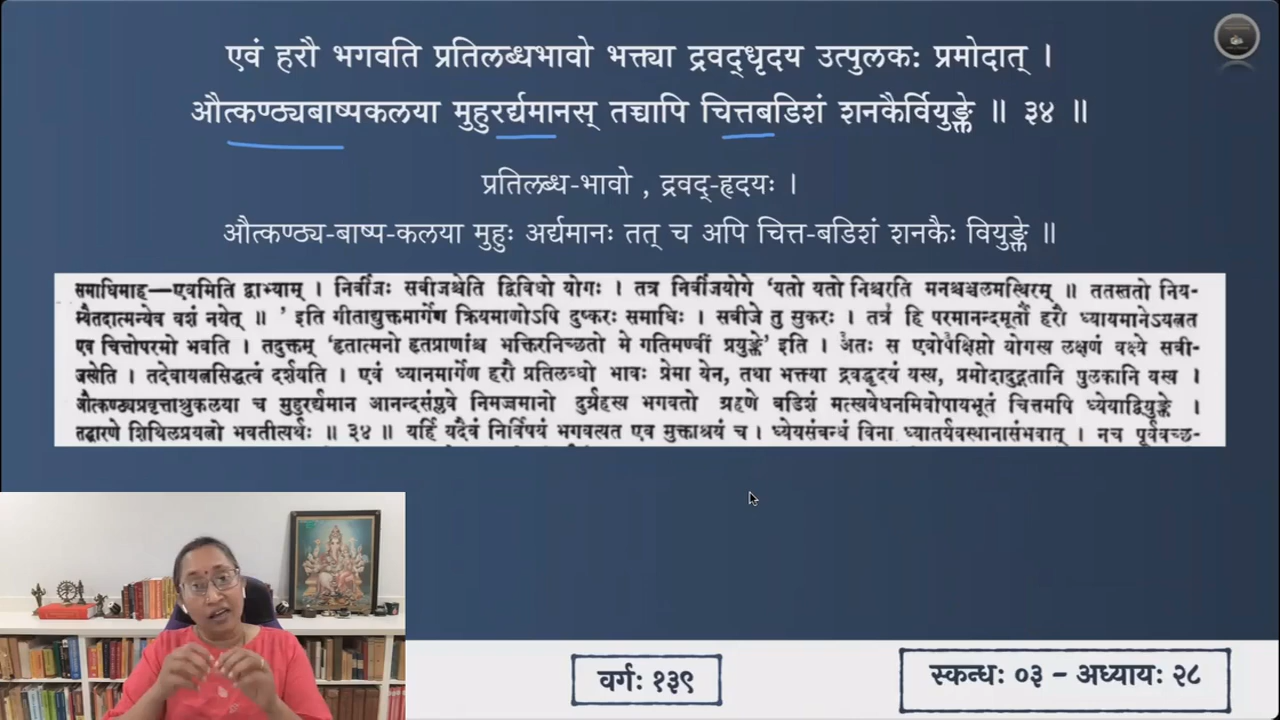 एवं हरौ भगवति प्रतिलब्धभावो भक्त्या द्रवद्धृदय उत्पुलकः प्रमोदात् ।
औत्कण्ठ्यबाष्पकलया मुहुरर्द्यमानस् तच्चापि चित्तबडिशं शनकैर्वियुङ्क्ते ॥ ३४ ॥
प्रतिलब्ध-भावो , द्रवद्-हृदयः ।
औत्कण्ठ्य-बाष्प-कलया मुहुः अर्द्यमानः तत् च अपि चित्त-बडिशं शनकैः वियुङ्क्ते ॥
समाधिमाह—एवमिति द्वाभ्याम् । निर्बीजः सबीजश्चेति द्विविधो योगः । तत्र निर्बीजयोगे 'यतो यतो निश्चरति मनश्चञ्चलमस्थिरम् ॥ ततस्ततो निय-
म्यैतदात्मन्येव वशं नयेत् ॥ ' इति गीताद्युक्तमार्गेण क्रियमाणोऽपि दुष्करः समाधिः । सबीजे तु सुकरः । तत्र हि परमानन्दमूर्तौ हरौ ध्यायमानेऽयत्नत
एव चित्तोपरमो भवति । तदुक्तम् 'हृतात्मनो हृतप्राणांश्च भक्तिरनिच्छतो मे गतिमण्वीं प्रयुङ्क्ते' इति । अतः स एवोपक्षिप्तो योगस्य लक्षणं वक्ष्ये सबी-
जस्येति । तदेवायत्नसिद्धत्वं दर्शयति । एवं ध्यानमार्गेण हरौ प्रतिलब्धो भावः प्रेमा येन, तथा भक्त्या द्रवद्धृदयं यस्य, प्रमोदादुद्गतानि पुलकानि यस्य ।
औत्कण्ठ्यप्रवृत्ताश्रुकलया च मुहुरर्द्यमान आनन्दसंप्लवे निमज्जमानो दुर्ग्रहस्य भगवतो ग्रहणे बडिशं मत्स्यवेधनमिवोपायभूतं चित्तमपि ध्येयाद्वियुङ्क्ते ।
तद्धारणे शिथिलप्रयत्नो भवतीत्यर्थः ॥ ३४ ॥ यर्हि यदैवं निर्विषयं भगवत्यत एव मुक्ताश्रयं च । ध्येयसंबन्धं विना ध्यातर्यवस्थानासंभवात् । नच पूर्ववच्छ-
वर्गः १३९
स्कन्धः ०३ – अध्यायः २८